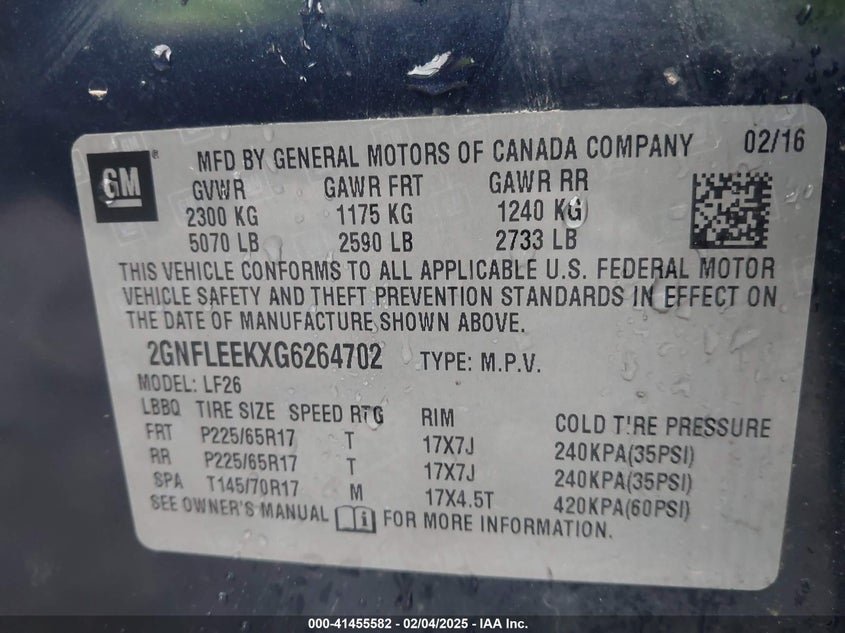 GM ® MFD BY GENERAL MOTORS OF CANADA COMPANY 02/16
GVWR GAWR FRT GAWR RR
2300 KG 1175 KG 1240 KG
5070 LB 2590 LB 2733 LB
THIS VEHICLE CONFORMS TO ALL APPLICABLE U.S. FEDERAL MOTOR
VEHICLE SAFETY AND THEFT PREVENTION STANDARDS IN EFFECT ON
THE DATE OF MANUFACTURE SHOWN ABOVE.
2GNFLEEKXG6264702 TYPE: M.P.V.
MODEL: LF26
LBBQ TIRE SIZE SPEED RTG RIM COLD TIRE PRESSURE
FRT P225/65R17 T 17X7J 240KPA(35PSI)
RR P225/65R17 T 17X7J 240KPA(35PSI)
SPA T145/70R17 M 17X4.5T 420KPA(60PSI)
SEE OWNER'S MANUAL FOR MORE INFORMATION.
000-41455582 - 02/04/2025 - IAA Inc.